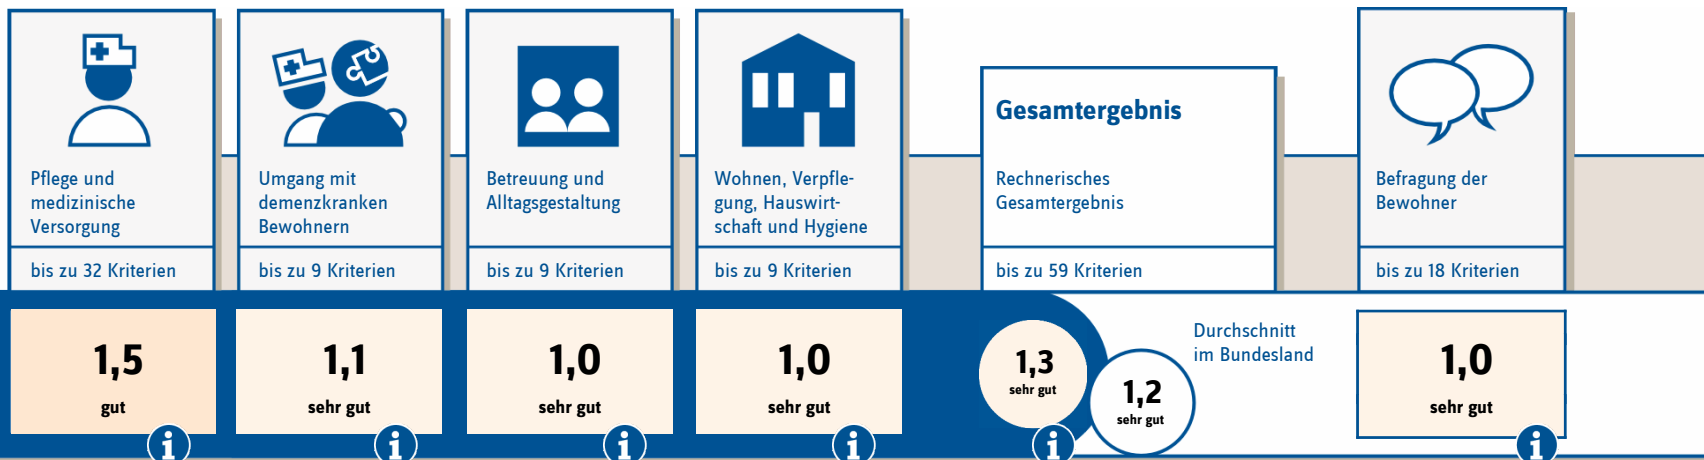 Pflege und
medizinische
Versorgung
bis zu 32 Kriterien
1,5
gut
i
Umgang mit
demenzkranken
Bewohnern
bis zu 9 Kriterien
1,1
sehr gut
i
Betreuung und
Alltagsgestaltung
bis zu 9 Kriterien
1,0
sehr gut
i
Wohnen, Verpfle-
gung, Hauswirt-
schaft und Hygiene
bis zu 9 Kriterien
1,0
sehr gut
i
Gesamtergebnis
Rechnerisches
Gesamtergebnis
bis zu 59 Kriterien
1,3
sehr gut
i
Durchschnitt
im Bundesland
1,2
sehr gut
Befragung der
Bewohner
bis zu 18 Kriterien
1,0
sehr gut
i